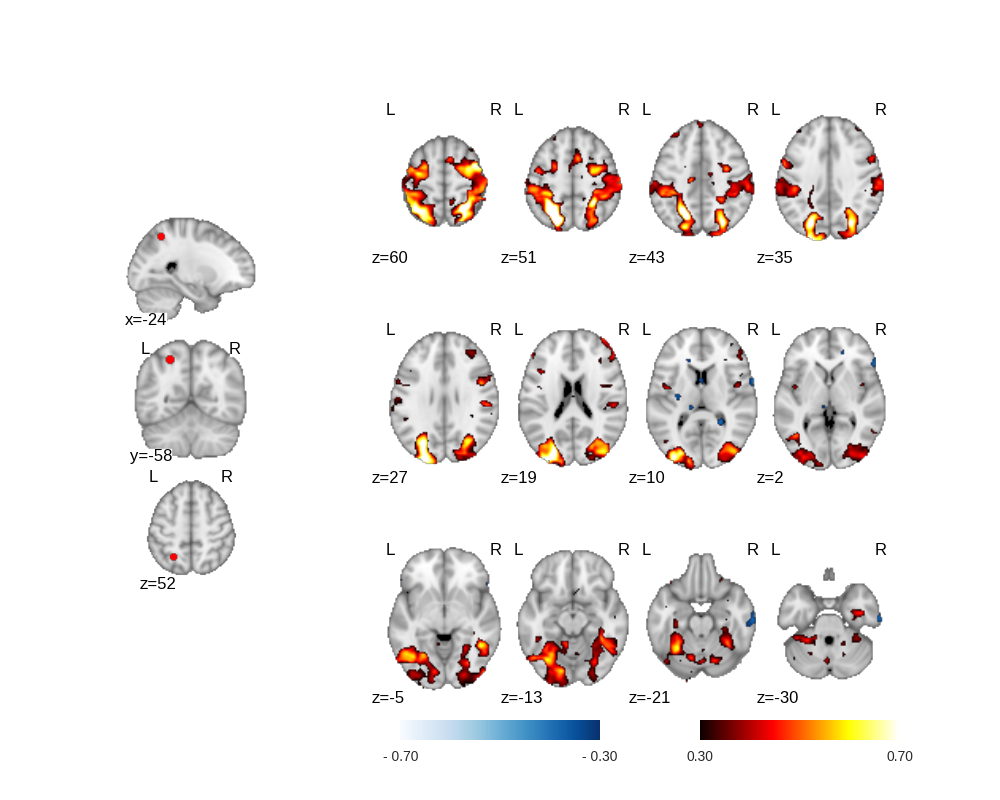 L R L R L R L R
z=60 z=51 z=43 z=35
x=-24
L R
y=-58
L R
z=52
L R L R L R L R
z=27 z=19 z=10 z=2
L R L R L R L R
z=-5 z=-13 z=-21 z=-30
- 0.70 - 0.30 0.30 0.70